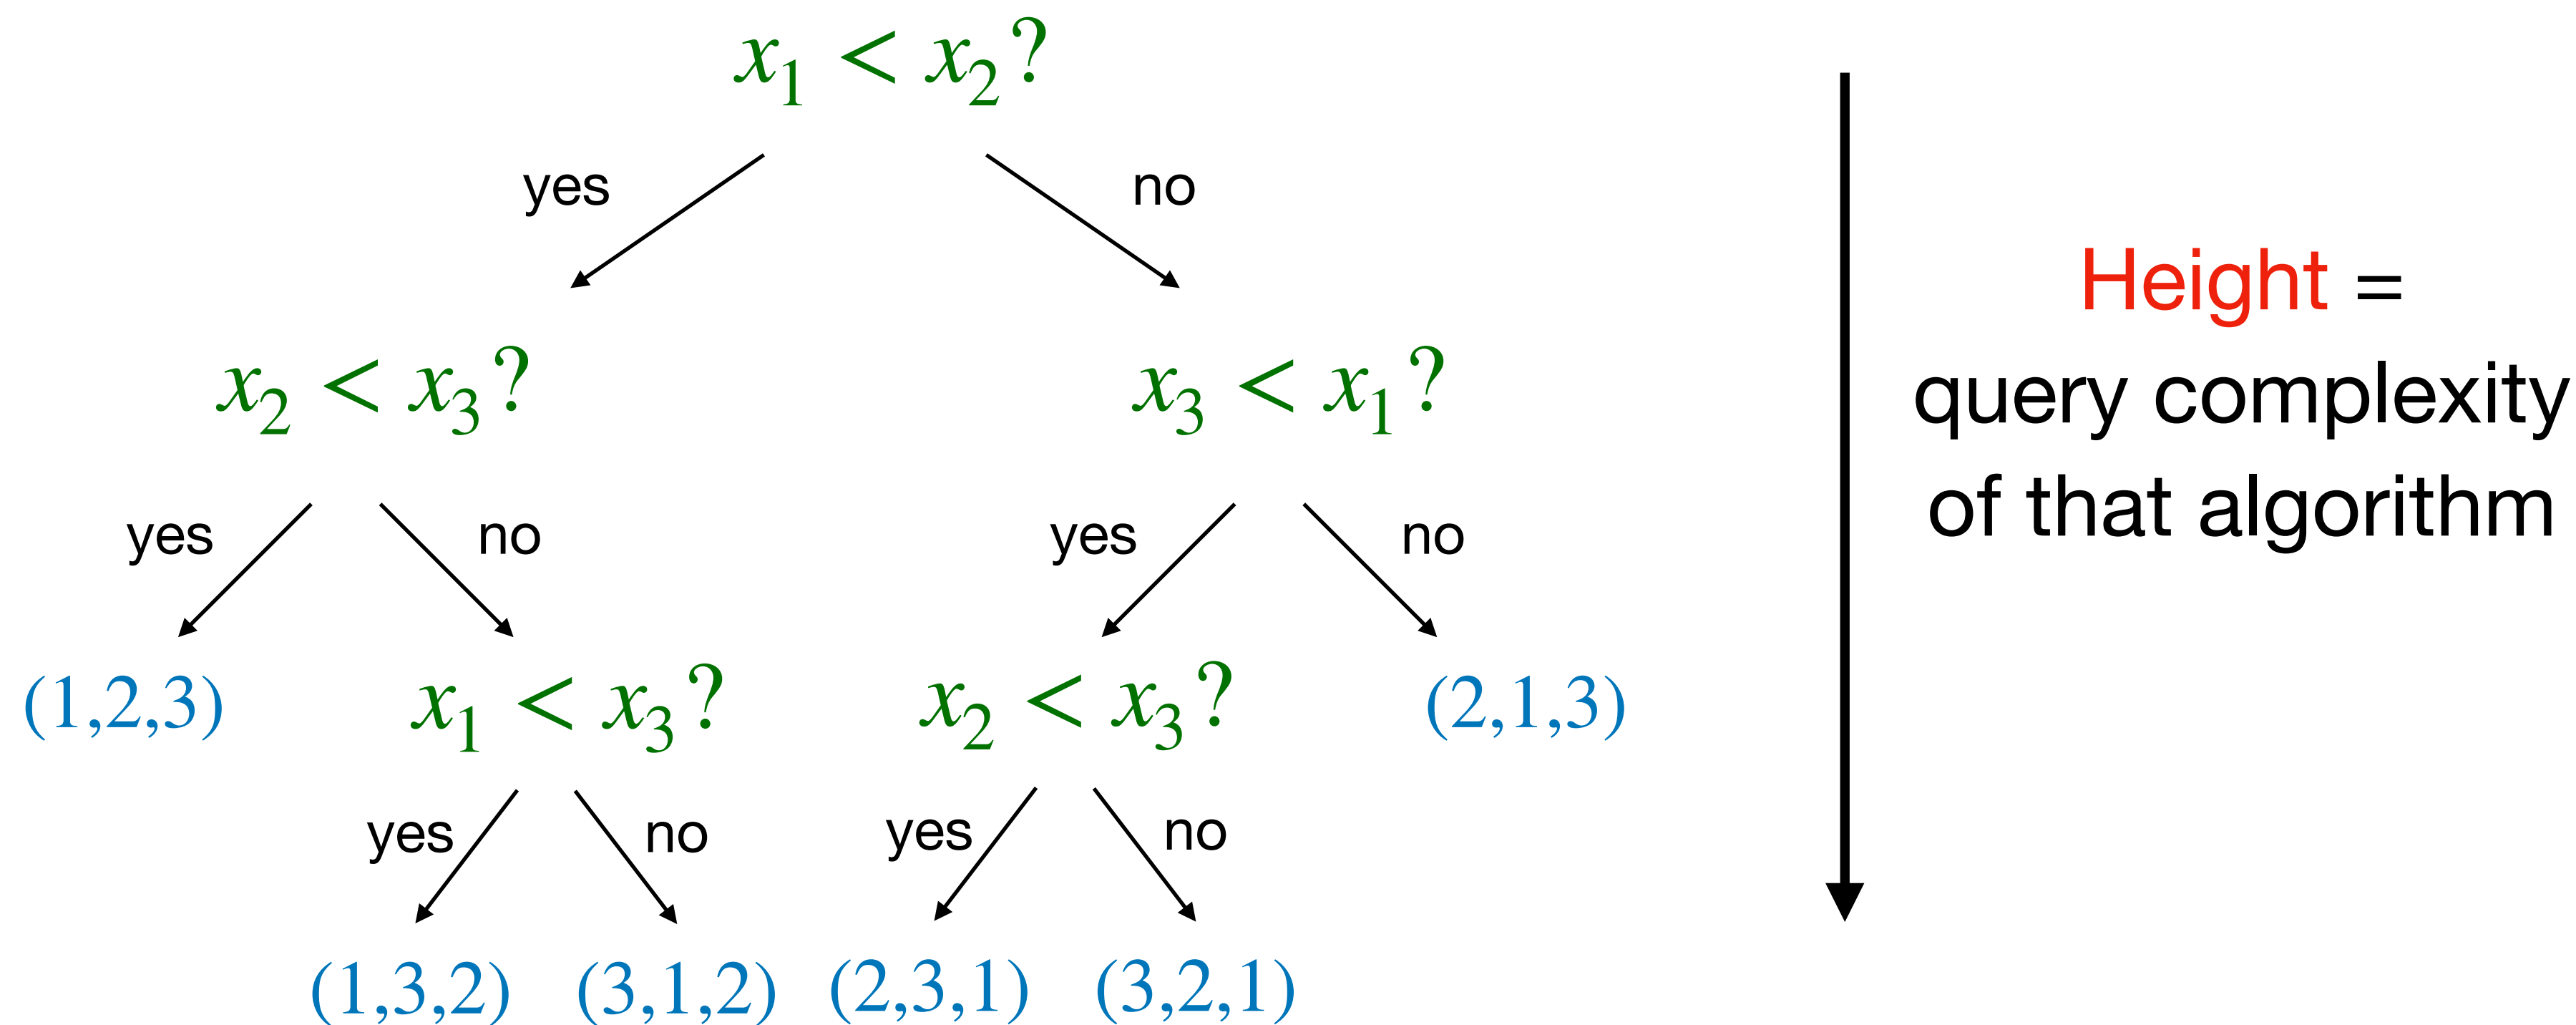 x₁ < x₂?
yes
no
x₂ < x₃?
x₃ < x₁?
yes
no
yes
no
(1,2,3)
x₁ < x₃?
x₂ < x₃?
(2,1,3)
yes
no
yes
no
(1,3,2)
(3,1,2)
(2,3,1)
(3,2,1)
Height =
query complexity
of that algorithm